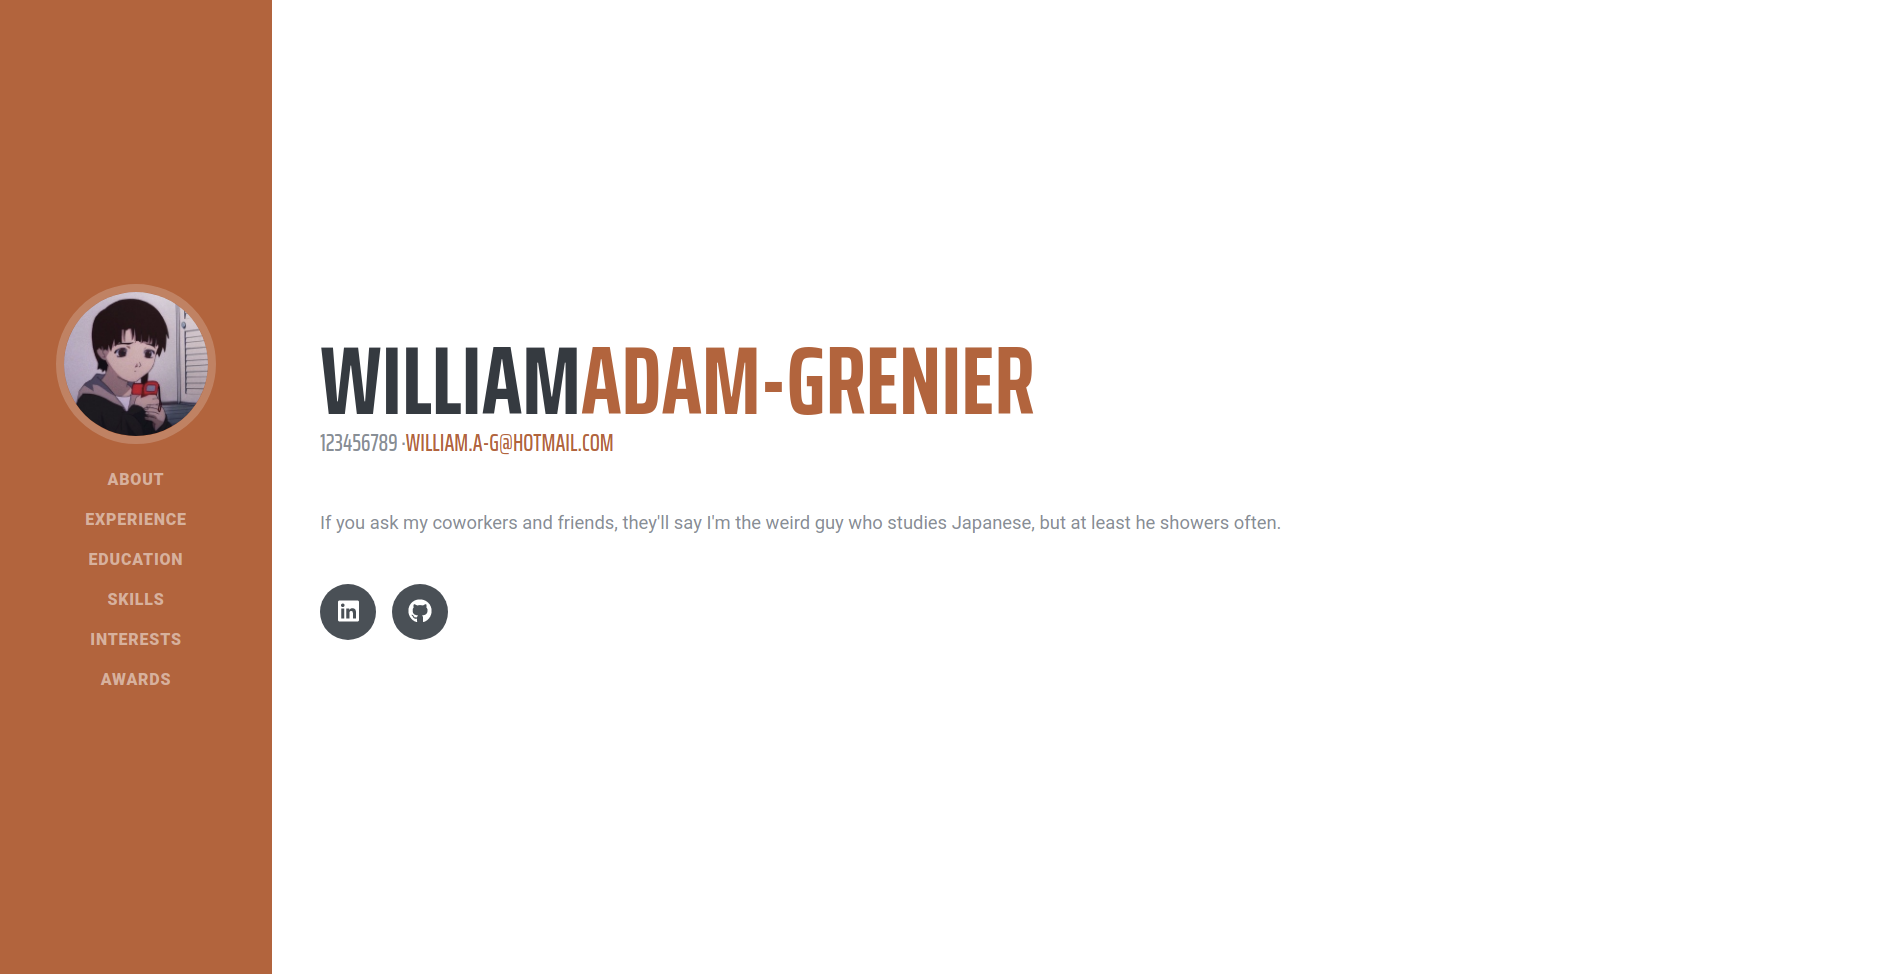 ABOUT
EXPERIENCE
EDUCATION
SKILLS
INTERESTS
AWARDS
WILLIAMADAM-GRENIER
123456789 ·WILLIAM.A-G@HOTMAIL.COM
If you ask my coworkers and friends, they'll say I'm the weird guy who studies Japanese, but at least he showers often.
in